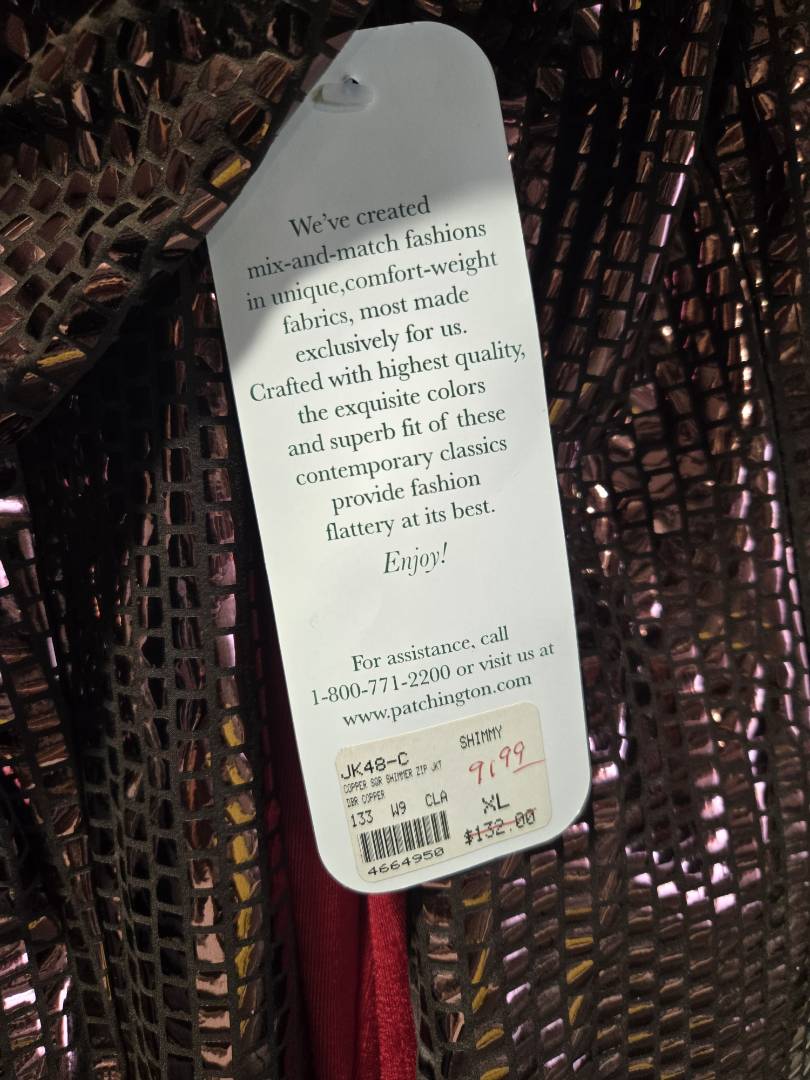 We've created
mix-and-match fashions
in unique,comfort-weight
fabrics, most made
exclusively for us.
Crafted with highest quality,
the exquisite colors
and superb fit of these
contemporary classics
provide fashion
flattery at its best.
Enjoy!
For assistance, call
1-800-771-2200 or visit us at
www.patchington.com
JK48-C SHIMMY
COPPER SQR SHIMMER ZIP JKT
DBR COPPER
9199
133 W9 CLA XL
$132.00
4664950